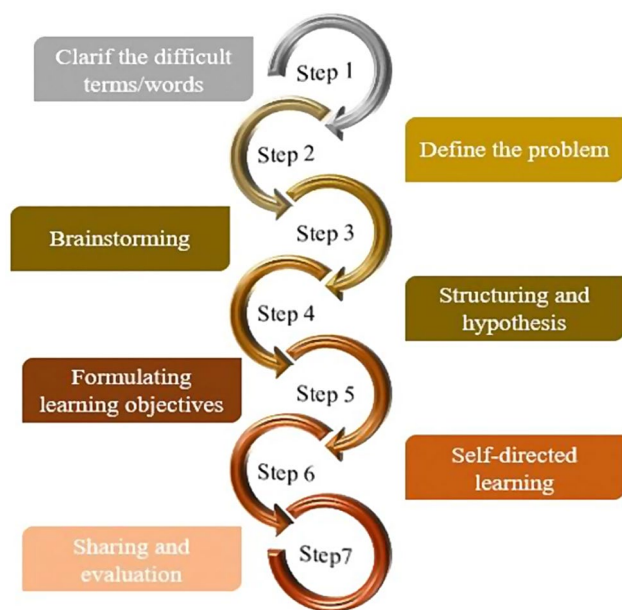 Clarif the difficult
terms/words
Step 1
Step 2
Define the problem
Brainstorming
Step 3
Step 4
Structuring and
hypothesis
Formulating
learning objectives
Step 5
Step 6
Self-directed
learning
Sharing and
evaluation
Step7